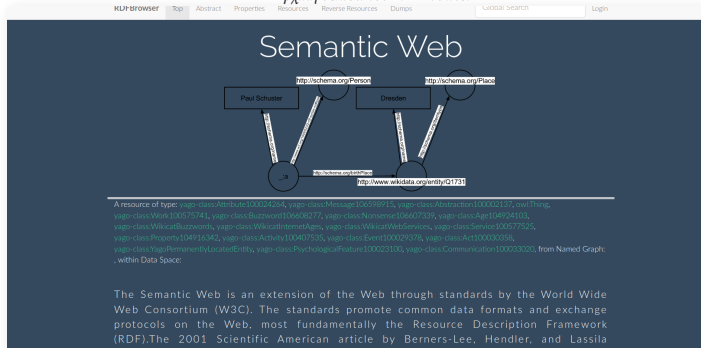 RDFBrowser Top Abstract Properties Resources Reverse Resources Dumps Global Search Login
Semantic Web
http://schema.org/Person
http://schema.org/Place
Paul Schuster
Dresden
http://schema.org/birthPlace
_:a
http://www.wikidata.org/entity/Q1731
A resource of type: yago-class:Attribute100024264, yago-class:Message106598915, yago-class:Abstraction100002137, owl:Thing,
yago-class:Work100575741, yago-class:Buzzword106608277, yago-class:Nonsense106607339, yago-class:Age104924103,
yago-class:WikicatBuzzwords, yago-class:WikicatInternetAges, yago-class:WikicatWebServices, yago-class:Service100577525,
yago-class:Property104916342, yago-class:Activity100407535, yago-class:Event100029378, yago-class:Act100030358,
yago-class:YagoPermanentlyLocatedEntity, yago-class:PsychologicalFeature100023100, yago-class:Communication100033020, from Named Graph:
, within Data Space:
The Semantic Web is an extension of the Web through standards by the World Wide
Web Consortium (W3C). The standards promote common data formats and exchange
protocols on the Web, most fundamentally the Resource Description Framework
(RDF).The 2001 Scientific American article by Berners-Lee, Hendler, and Lassila